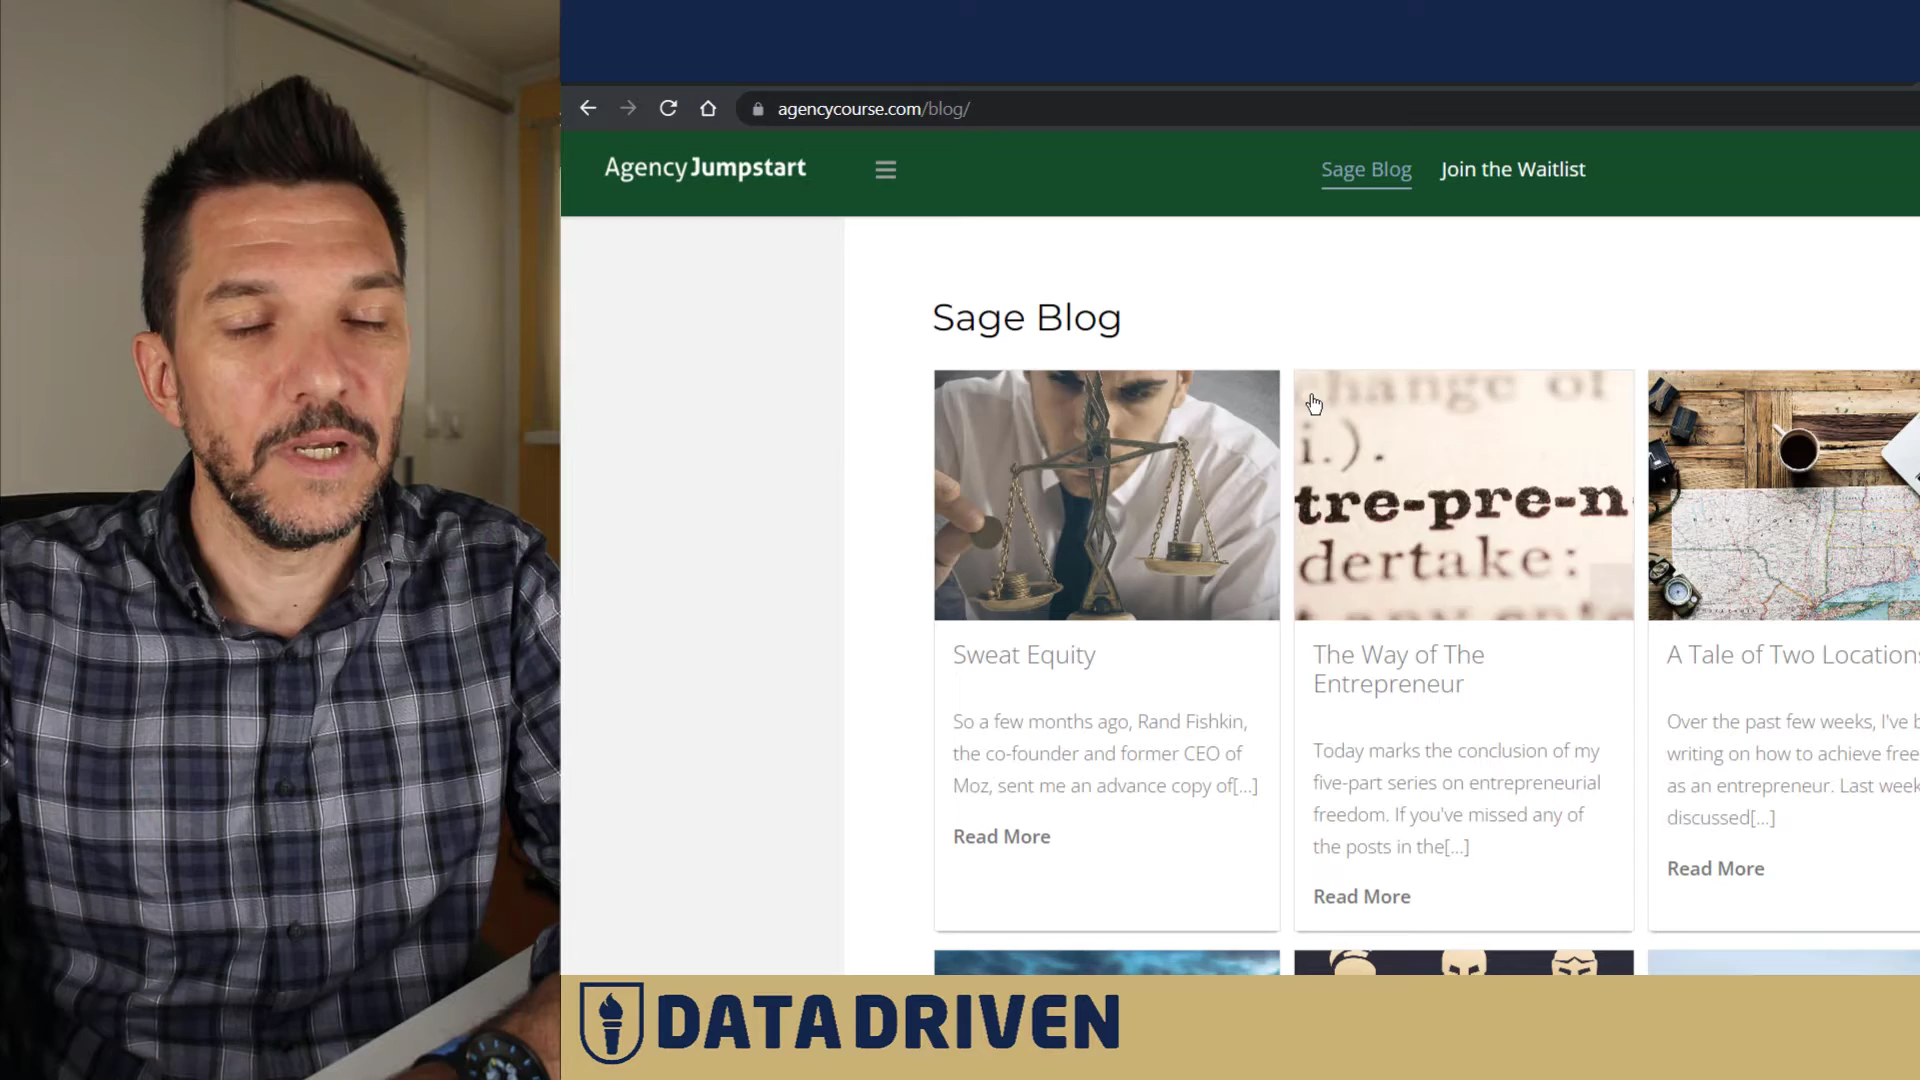 agencycourse.com/blog/
Agency Jumpstart
Sage Blog
Join the Waitlist
Sage Blog
change of
i.).
tre-pre-n
dertake:
Sweat Equity
So a few months ago, Rand Fishkin,
the co-founder and former CEO of
Moz, sent me an advance copy of[...]
Read More
The Way of The
Entrepreneur
Today marks the conclusion of my
five-part series on entrepreneurial
freedom. If you've missed any of
the posts in the[...]
Read More
A Tale of Two Locations
Over the past few weeks, I've b
writing on how to achieve free
as an entrepreneur. Last week
discussed[...]
Read More
DATA DRIVEN